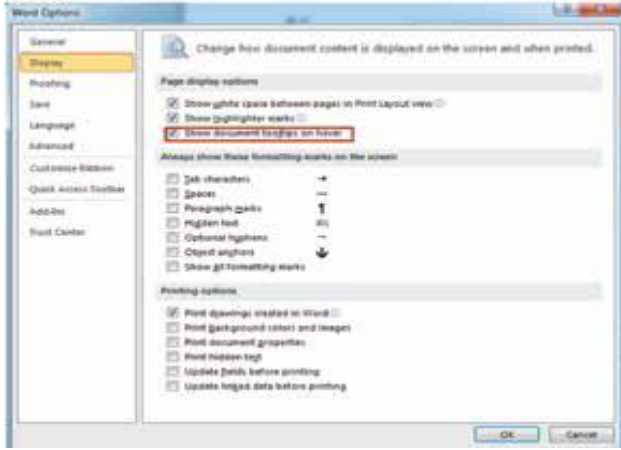 Word Options
General
Display
Proofing
Save
Language
Advanced
Customize Ribbon
Quick Access Toolbar
Add-Ins
Trust Center
Change how document content is displayed on the screen and when printed.
Page display options
Show white space between pages in Print Layout view
Show highlighter marks
Show document tooltips on hover
Always show these formatting marks on the screen
Tab characters →
Spaces ...
Paragraph marks ¶
Hidden text
Optional hyphens ¬
Object anchors
Show all formatting marks
Printing options
Print drawings created in Word
Print background colors and images
Print document properties
Print hidden text
Update fields before printing
Update linked data before printing
OK Cancel